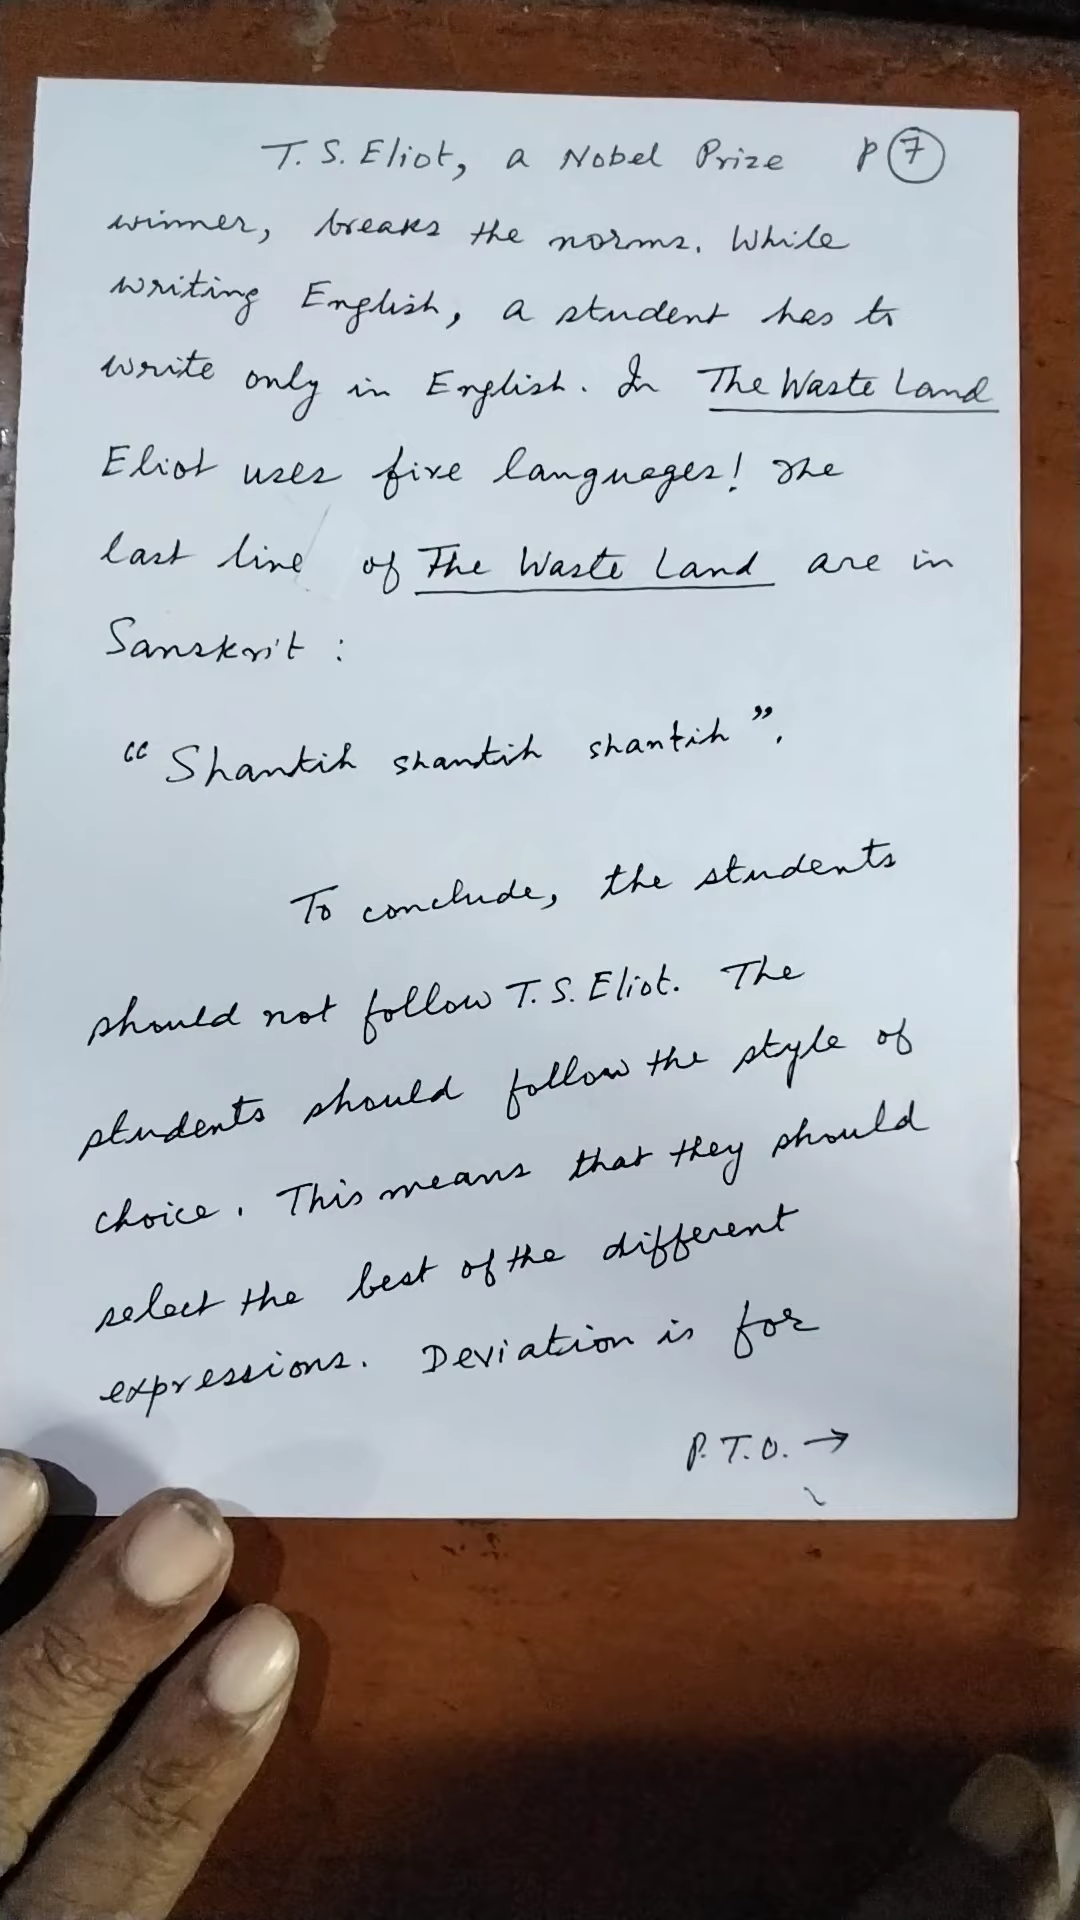 T. S. Eliot, a Nobel Prize P 7
winner, breaks the norms. While
writing English, a student has to
write only in English. In The Waste Land
Eliot uses five languages! The
last line of The Waste Land are in
Sanskrit :
“Shantih shantih shantih”.
To conclude, the students
should not follow T. S. Eliot. The
students should follow the style of
choice. This means that they should
select the best of the different
expressions. Deviation is for
P. T. O. →